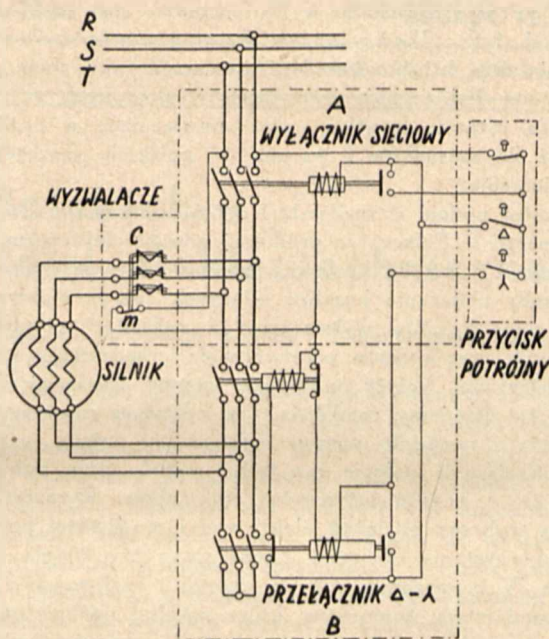 R
S
T
A
WYŁĄCZNIK SIECIOWY
WYZWALACZE
C
m
SILNIK
PRZYCISK
POTRÓJNY
PRZEŁĄCZNIK △-⅄
B